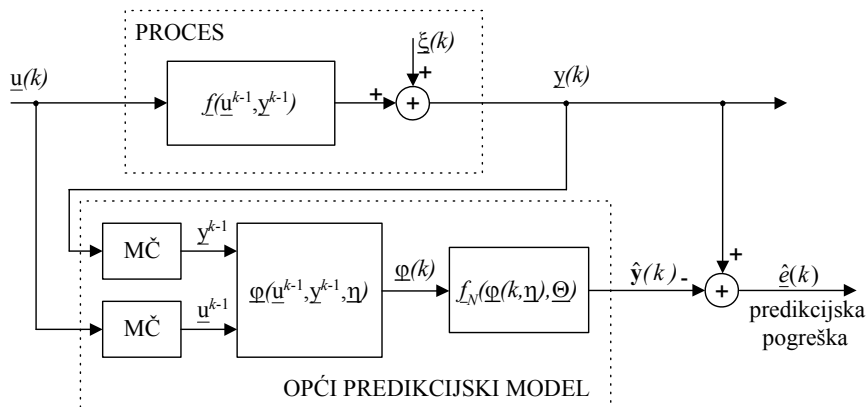 PROCES
ξ(k)
u(k)
f(u^{k-1},y^{k-1})
+
+
+
y(k)
MČ
y^{k-1}
φ(u^{k-1},y^{k-1},η)
φ(k)
f_N(φ(k,η),Θ)
ŷ(k)
-
+
+
ê(k)
predikcijska
pogreška
MČ
u^{k-1}
OPĆI PREDIKCIJSKI MODEL